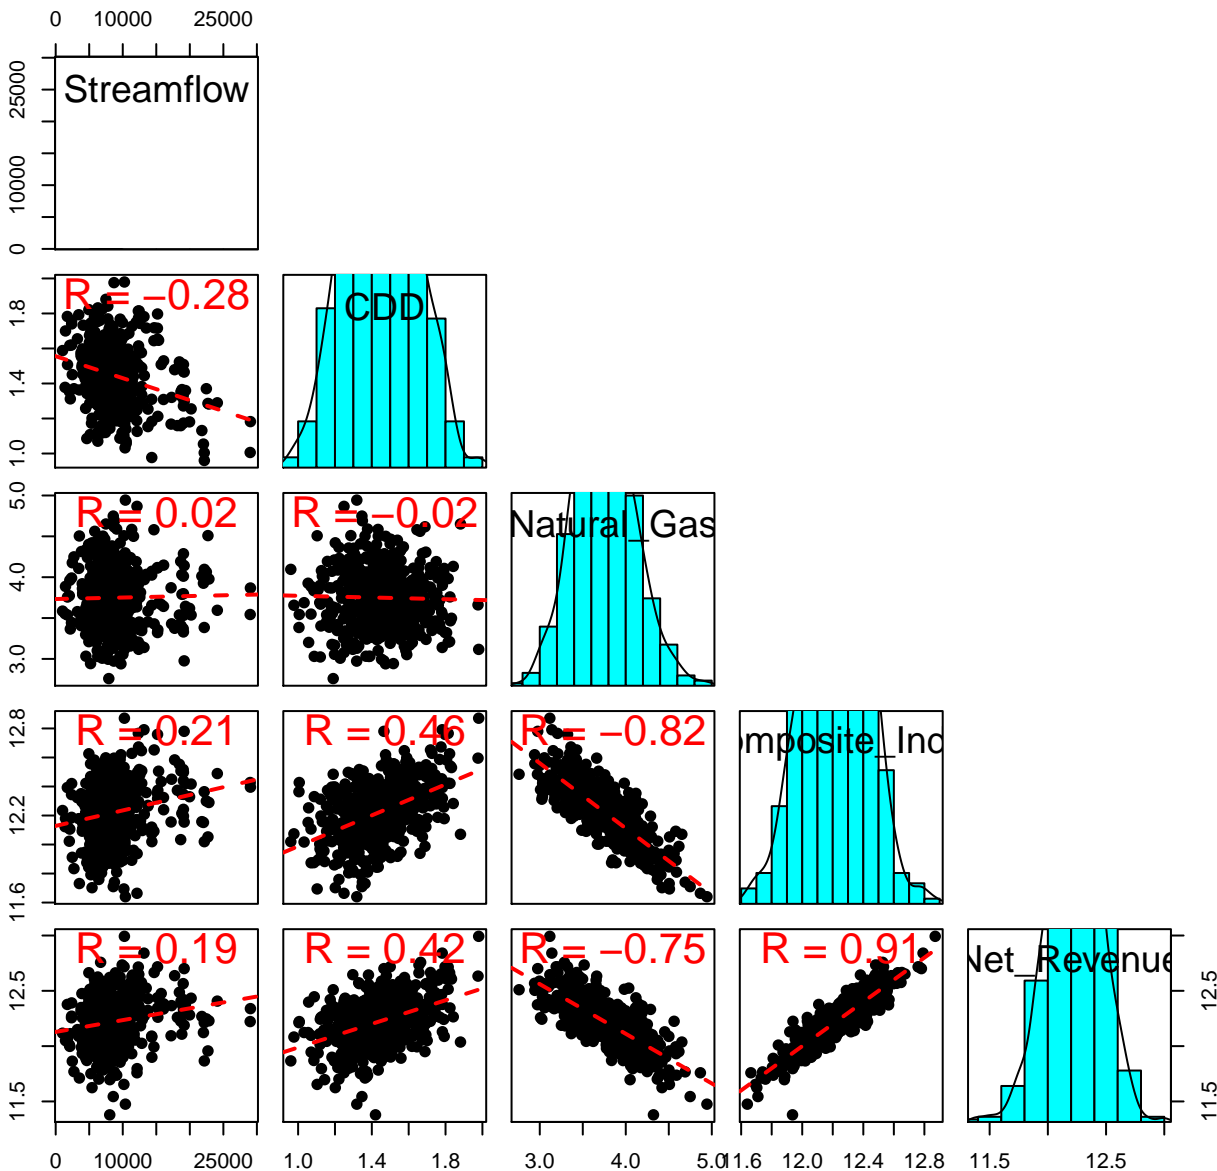 0 10000 25000
Streamflow
0 10000 25000
R = −0.28
CDD
1.0 1.4 1.8
R = 0.02
R = −0.02
Natural_Gas
3.0 4.0 5.0
R = 0.21
R = 0.46
R = −0.82
omposite_Ind
11.6 12.2 12.8
R = 0.19
R = 0.42
R = −0.75
R = 0.91
Net_Revenue
11.5 12.5
11.5 12.5
0 10000 25000
1.0 1.4 1.8
3.0 4.0 5.0
11.6 12.0 12.4 12.8
11.5 12.5